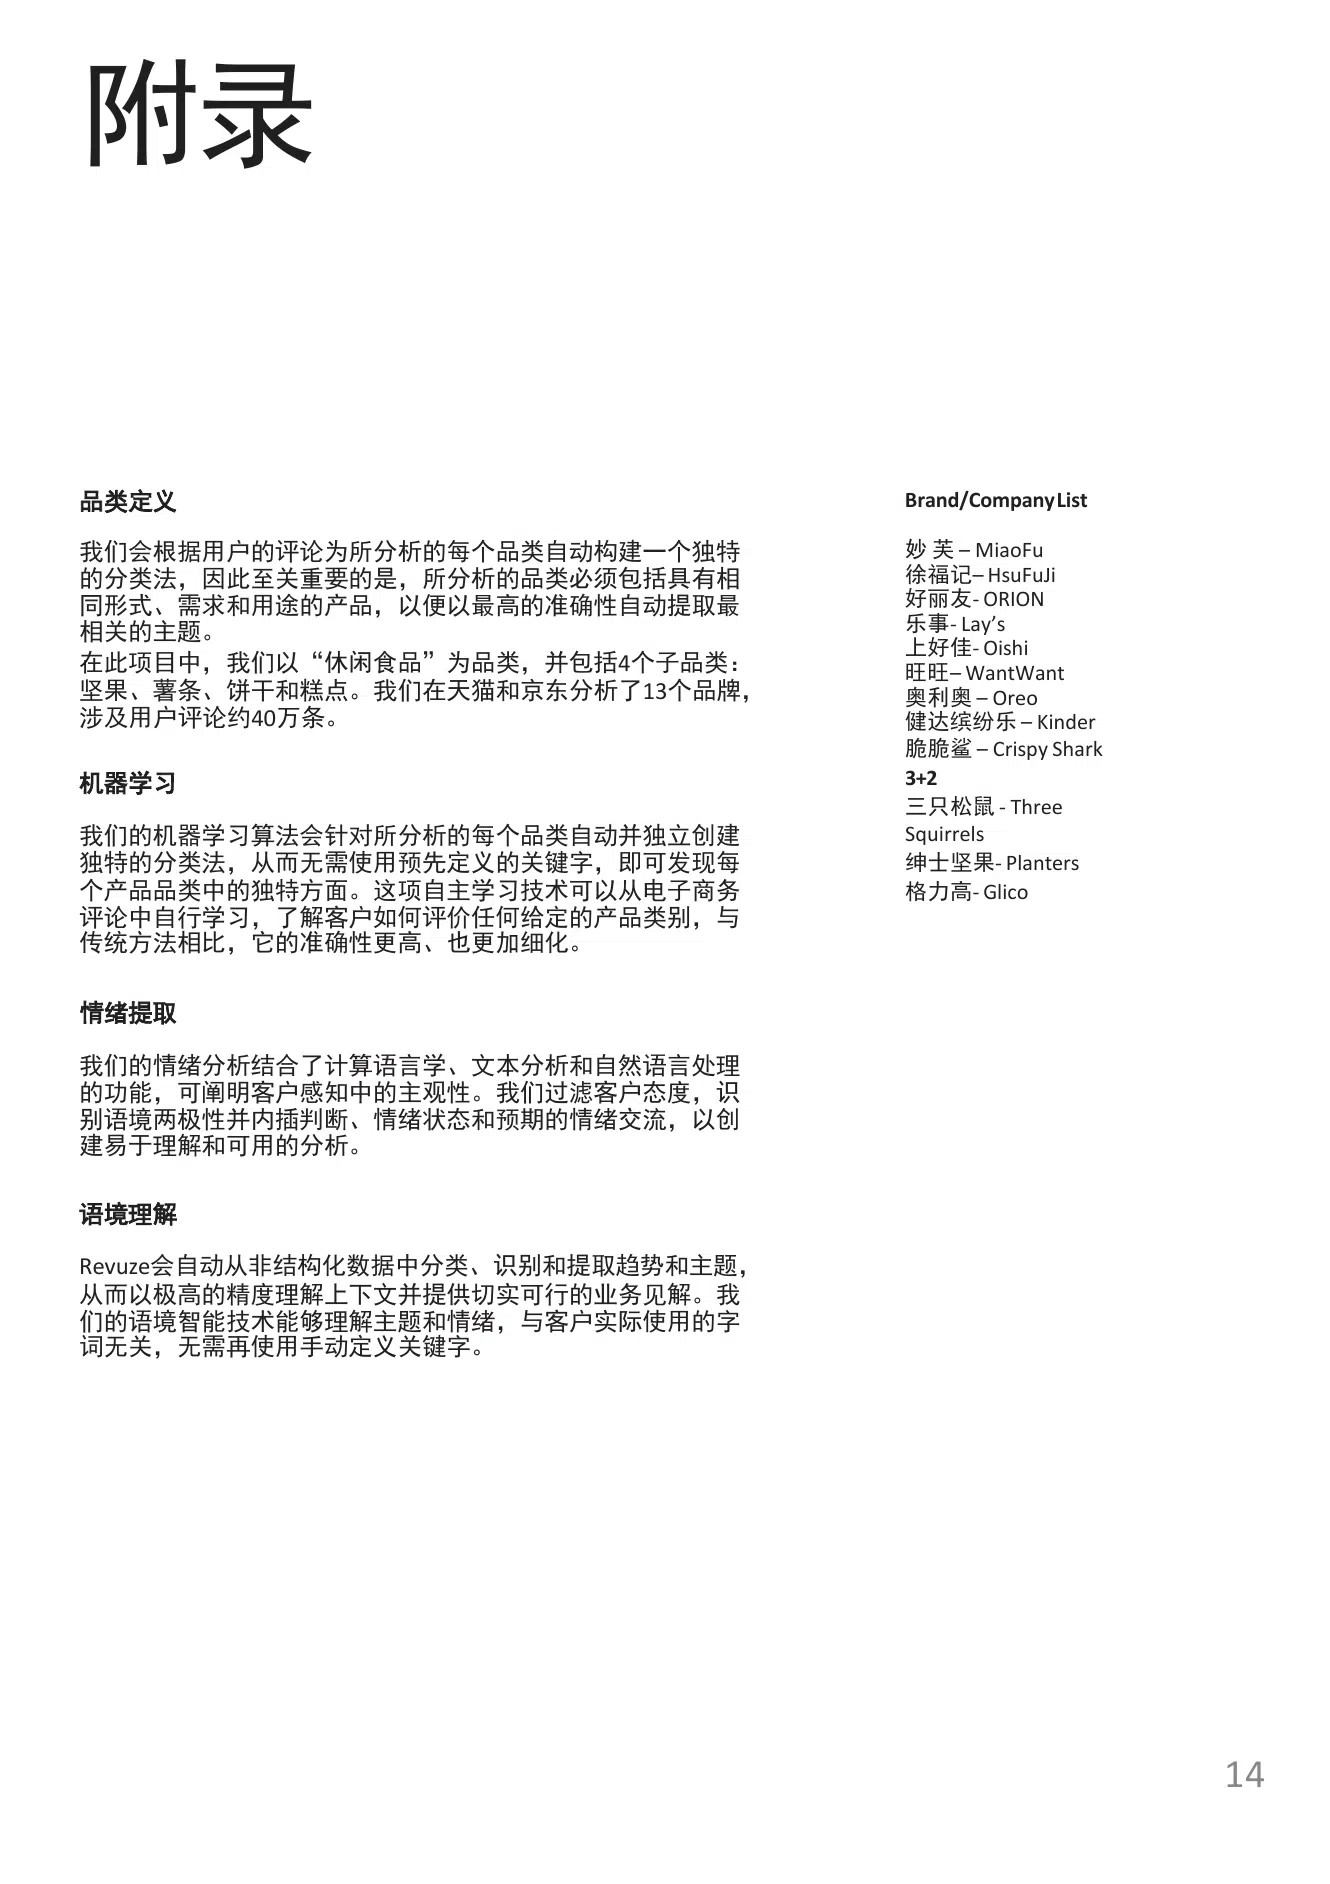 附录
品类定义
我们会根据用户的评论为所分析的每个品类自动构建一个独特
的分类法，因此至关重要的是，所分析的品类必须包括具有相
同形式、需求和用途的产品，以便以最高的准确性自动提取最
相关的主题。
在此项目中，我们以“休闲食品”为品类，并包括4个子品类：
坚果、薯条、饼干和糕点。我们在天猫和京东分析了13个品牌，
涉及用户评论约40万条。
机器学习
我们的机器学习算法会针对所分析的每个品类自动并独立创建
独特的分类法，从而无需使用预先定义的关键字，即可发现每
个产品品类中的独特方面。这项自主学习技术可以从电子商务
评论中自行学习，了解客户如何评价任何给定的产品类别，与
传统方法相比，它的准确性更高、也更加细化。
情绪提取
我们的情绪分析结合了计算语言学、文本分析和自然语言处理
的功能，可阐明客户感知中的主观性。我们过滤客户态度，识
别语境两极性并内插判断、情绪状态和预期的情绪交流，以创
建易于理解和可用的分析。
语境理解
Revuze会自动从非结构化数据中分类、识别和提取趋势和主题，
从而以极高的精度理解上下文并提供切实可行的业务见解。我
们的语境智能技术能够理解主题和情绪，与客户实际使用的字
词无关，无需再使用手动定义关键字。
Brand/Company List
妙 芙 – MiaoFu
徐福记– HsuFuJi
好丽友- ORION
乐事- Lay’s
上好佳- Oishi
旺旺– WantWant
奥利奥 – Oreo
健达缤纷乐 – Kinder
脆脆鲨 – Crispy Shark
3+2
三只松鼠 - Three
Squirrels
绅士坚果- Planters
格力高- Glico
14